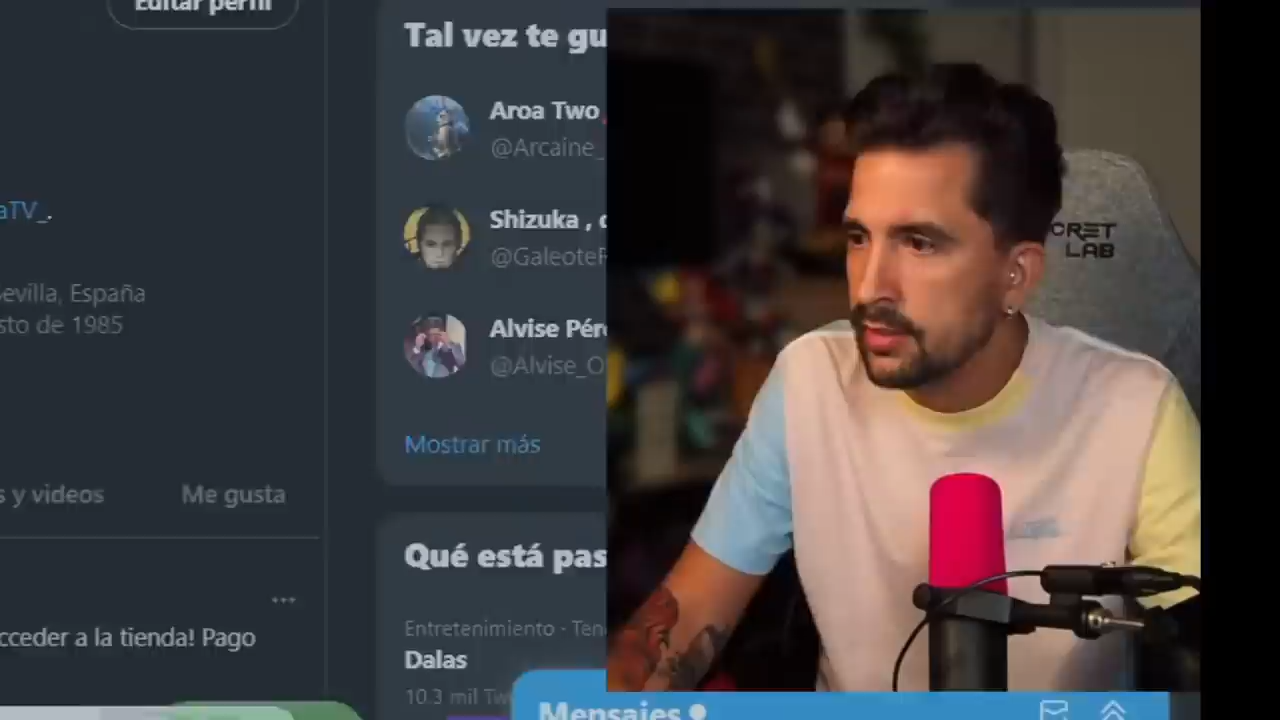 Editar perfil
aTV_.
Sevilla, España
sto de 1985
s y videos
Me gusta
...
cceder a la tienda! Pago
Tal vez te gu
Aroa Two
@Arcaine_
Shizuka , d
@GaleoteF
Alvise Pére
@Alvise_O
Mostrar más
Qué está pas
Entretenimiento · Ten
Dalas
10.3 mil Tw
Mensajes
CRET
LAB